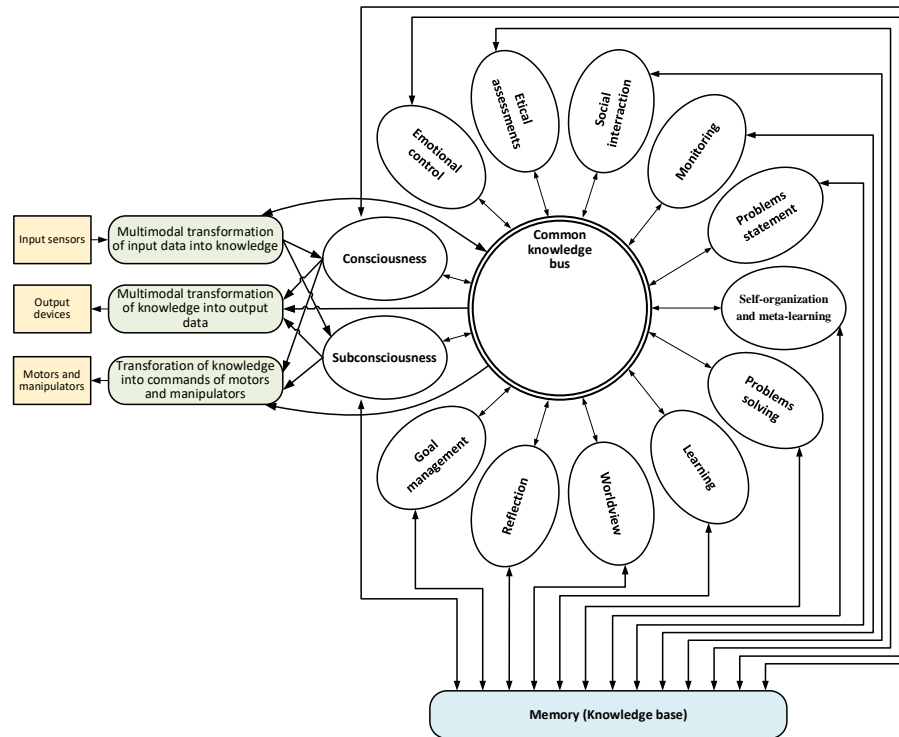 Etical
assessments
Social
interraction
Emotional
control
Monitoring
Problems
statement
Input sensors
Multimodal transformation
of input data into knowledge
Common
knowledge
bus
Consciousness
Output
devices
Multimodal transformation
of knowledge into output
data
Self-organization
and meta-learning
Subconsciousness
Motors and
manipulators
Transforation of knowledge
into commands of motors
and manipulators
Problems
solving
Goal
management
Reflection
Worldview
Learning
Memory (Knowledge base)